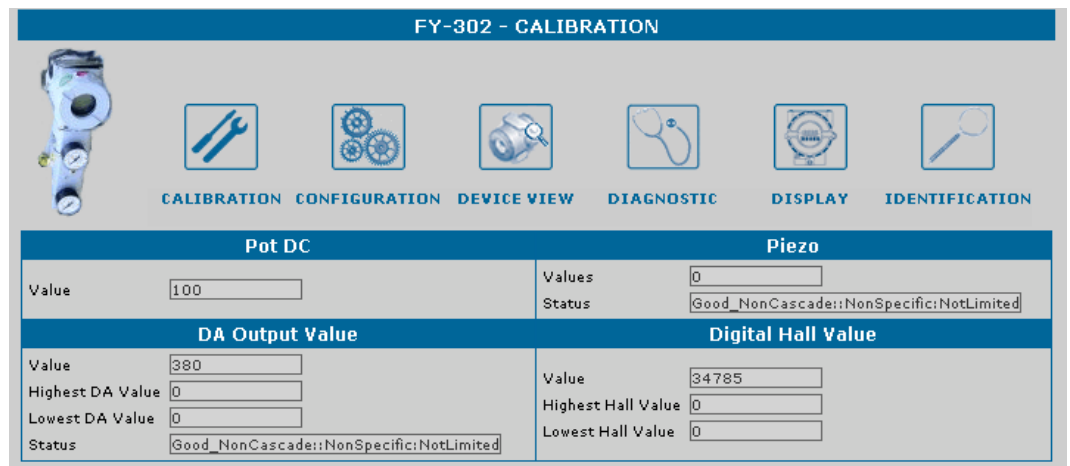 FY-302 - CALIBRATION
CALIBRATION CONFIGURATION DEVICE VIEW DIAGNOSTIC DISPLAY IDENTIFICATION
Pot DC
Value 100
Piezo
Values 0
Status Good_NonCascade::NonSpecific:NotLimited
DA Output Value
Value 380
Highest DA Value 0
Lowest DA Value 0
Status Good_NonCascade::NonSpecific:NotLimited
Digital Hall Value
Value 34785
Highest Hall Value 0
Lowest Hall Value 0